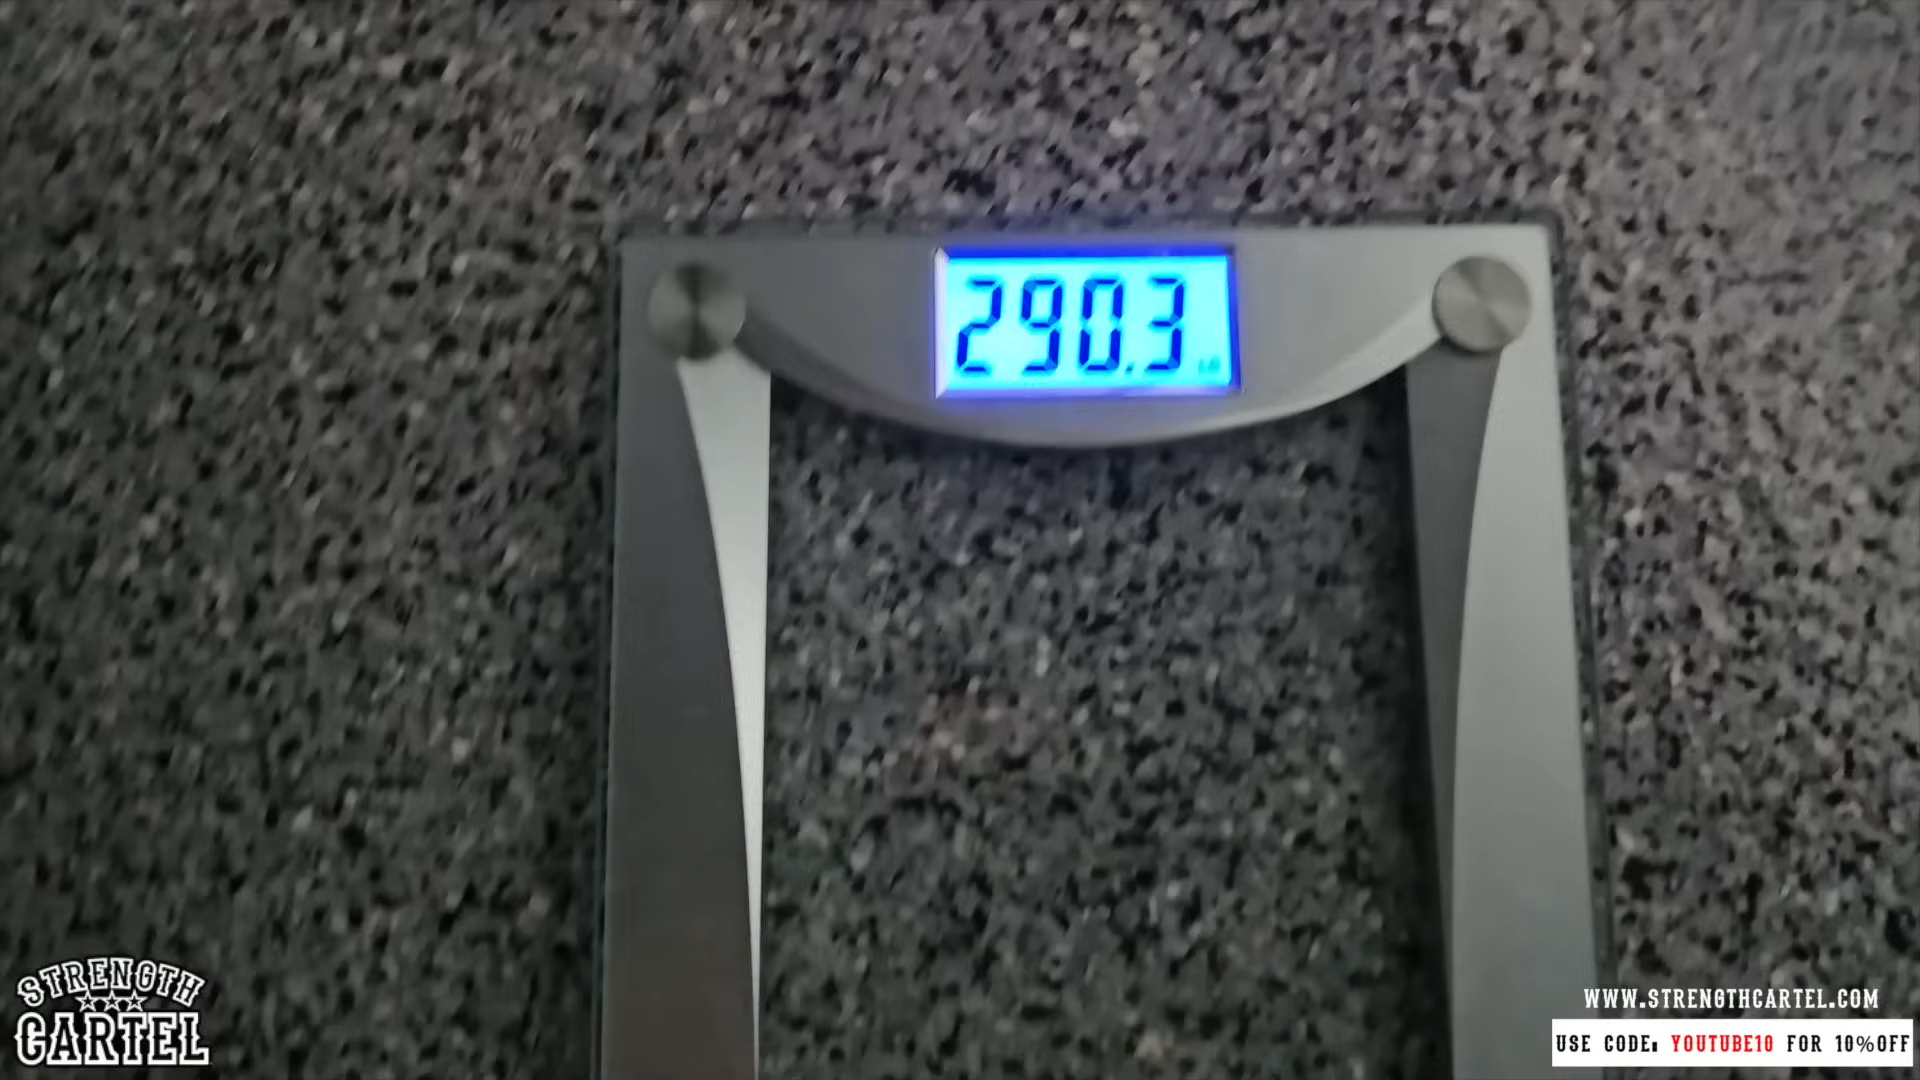 290.3
STRENGTH
CARTEL
WWW.STRENGTHCARTEL.COM
USE CODE: YOUTUBE10 FOR 10%OFF